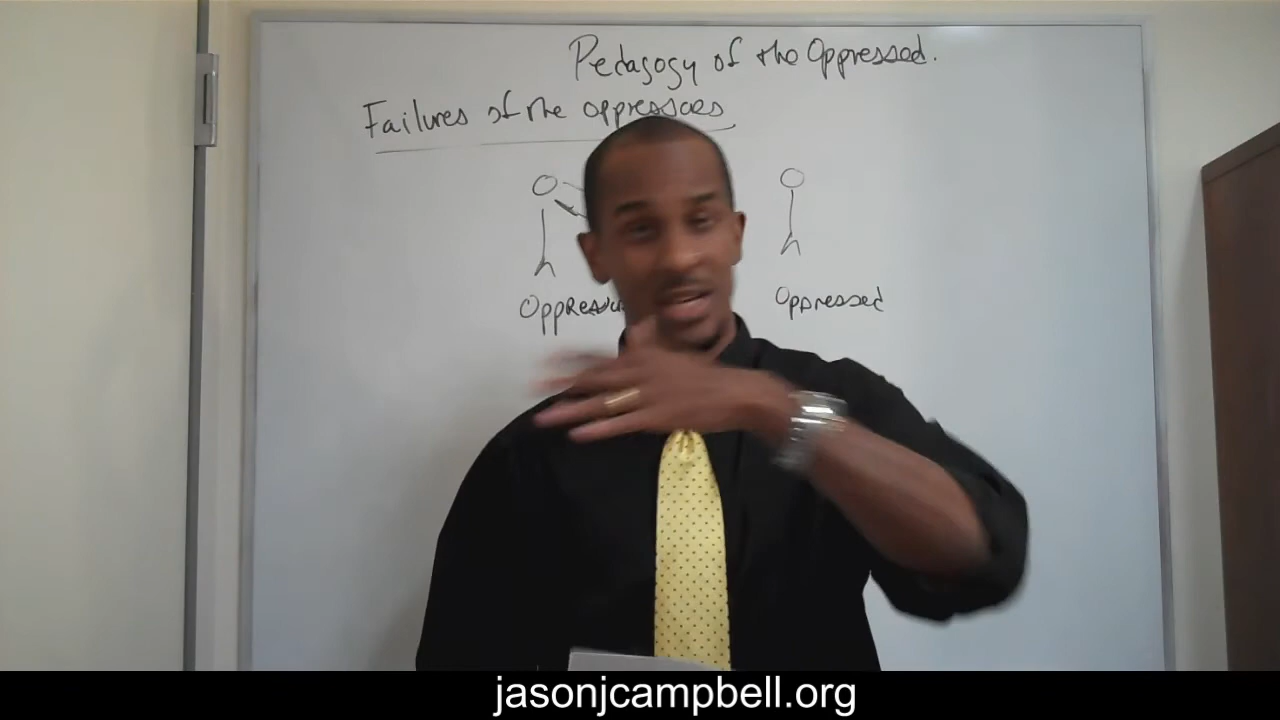 Pedagogy of the Oppressed.
Failures of the oppressors
Oppressed
jasonjcampbell.org